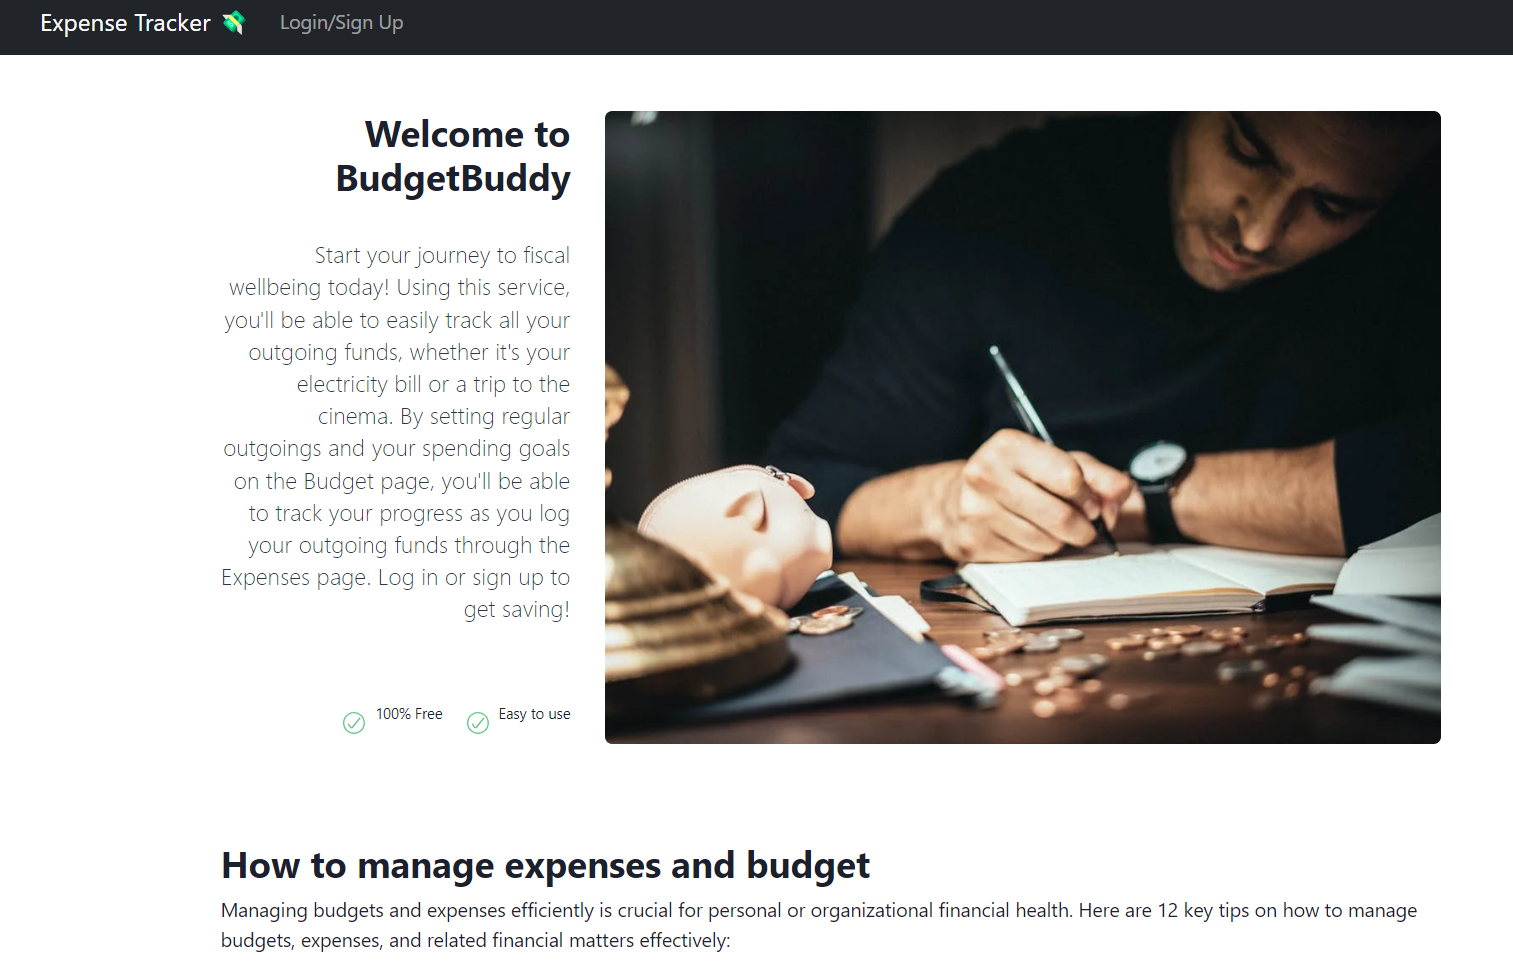 Expense Tracker 💸 Login/Sign Up
Welcome to
BudgetBuddy
Start your journey to fiscal
wellbeing today! Using this service,
you'll be able to easily track all your
outgoing funds, whether it's your
electricity bill or a trip to the
cinema. By setting regular
outgoings and your spending goals
on the Budget page, you'll be able
to track your progress as you log
your outgoing funds through the
Expenses page. Log in or sign up to
get saving!
100% Free Easy to use
How to manage expenses and budget
Managing budgets and expenses efficiently is crucial for personal or organizational financial health. Here are 12 key tips on how to manage
budgets, expenses, and related financial matters effectively: